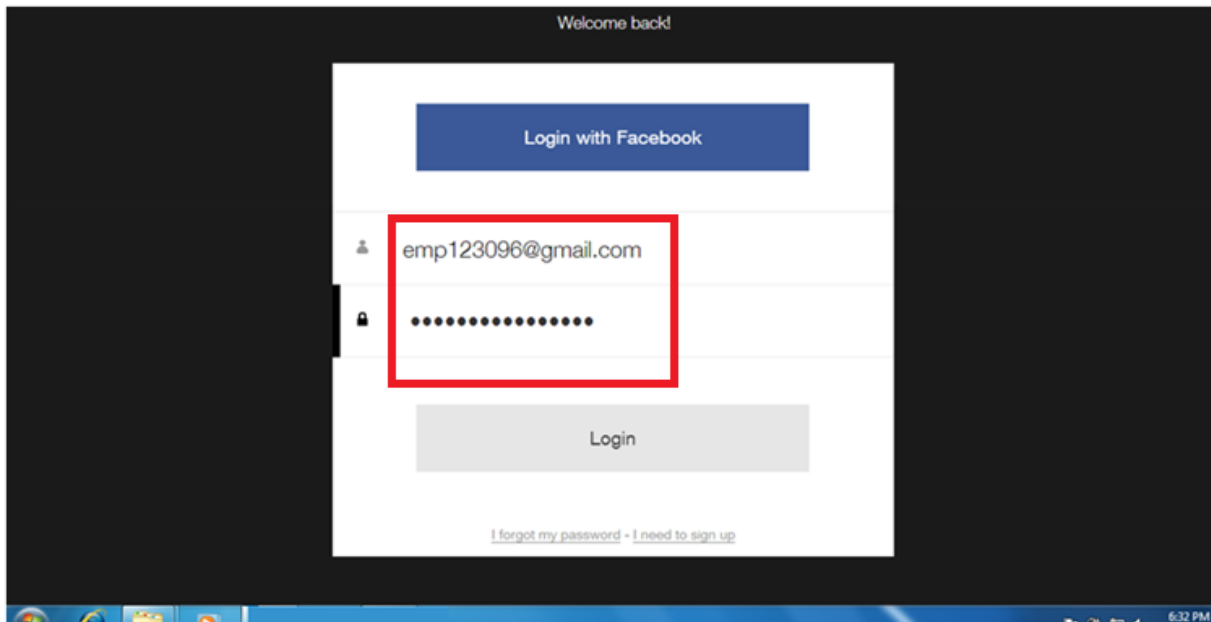 Welcome back!
Login with Facebook
emp123096@gmail.com
••••••••••••••••
Login
I forgot my password - I need to sign up
6:32 PM